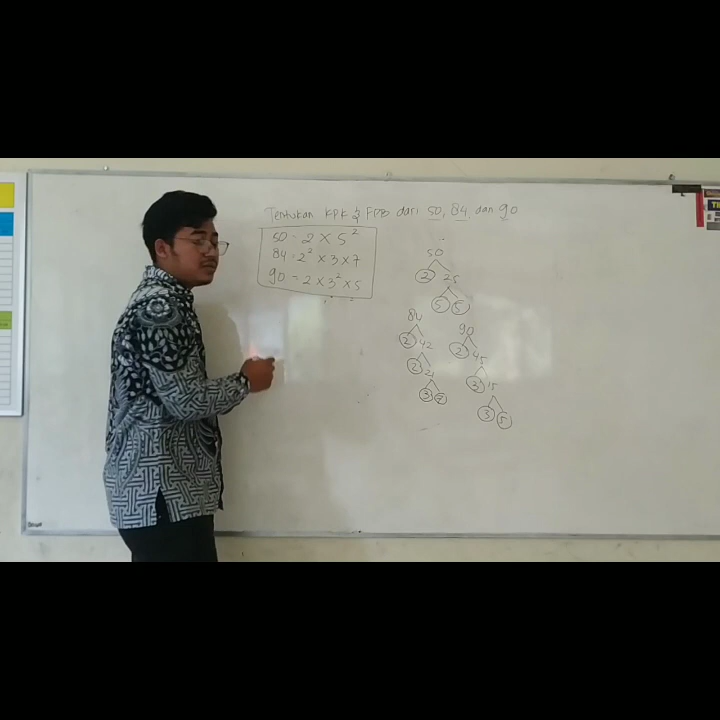 Tentukan KPK & FPB dari 50, 84, dan 90
50 = 2 × 5²
84 = 2² × 3 × 7
90 = 2 × 3² × 5
50
2 25
5 5
84
2 42
2 21
3 7
90
2 45
3 15
3 5